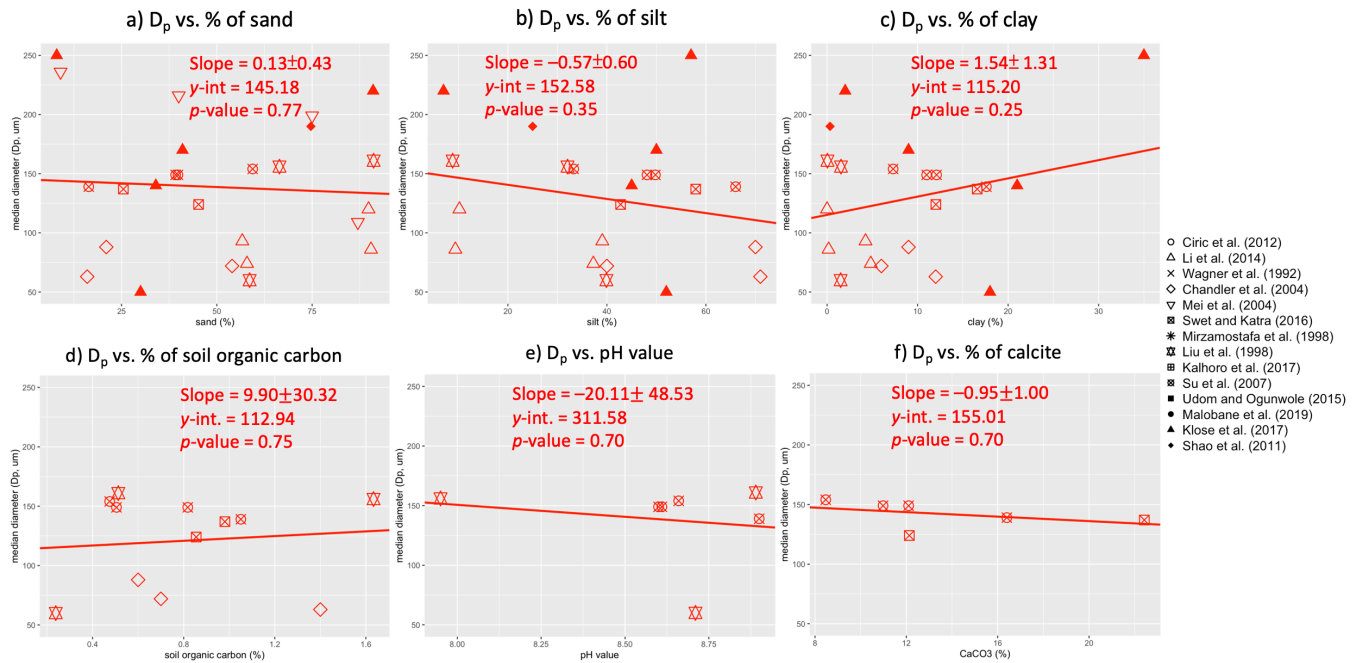 a) Dp vs. % of sand
Slope = 0.13±0.43
y-int = 145.18
p-value = 0.77
250
200
150
100
50
median diameter (Dp, um)
25
50
75
sand (%)
b) Dp vs. % of silt
Slope = −0.57±0.60
y-int = 152.58
p-value = 0.35
250
200
150
100
50
median diameter (Dp, um)
20
40
60
silt (%)
c) Dp vs. % of clay
Slope = 1.54± 1.31
y-int = 115.20
p-value = 0.25
250
200
150
100
50
median diameter (Dp, um)
0
10
20
30
clay (%)
d) Dp vs. % of soil organic carbon
Slope = 9.90±30.32
y-int. = 112.94
p-value = 0.75
250
200
150
100
50
median diameter (Dp, um)
0.4
0.8
1.2
1.6
soil organic carbon (%)
e) Dp vs. pH value
Slope = −20.11± 48.53
y-int. = 311.58
p-value = 0.70
250
200
150
100
50
median diameter (Dp, um)
8.00
8.25
8.50
8.75
pH value
f) Dp vs. % of calcite
Slope = −0.95±1.00
y-int. = 155.01
p-value = 0.70
250
200
150
100
50
median diameter (Dp, um)
8
12
16
20
CaCO3 (%)
Ciric et al. (2012)
Li et al. (2014)
Wagner et al. (1992)
Chandler et al. (2004)
Mei et al. (2004)
Swet and Katra (2016)
Mirzamostafa et al. (1998)
Liu et al. (1998)
Kalhoro et al. (2017)
Su et al. (2007)
Udom and Ogunwole (2015)
Malobane et al. (2019)
Klose et al. (2017)
Shao et al. (2011)